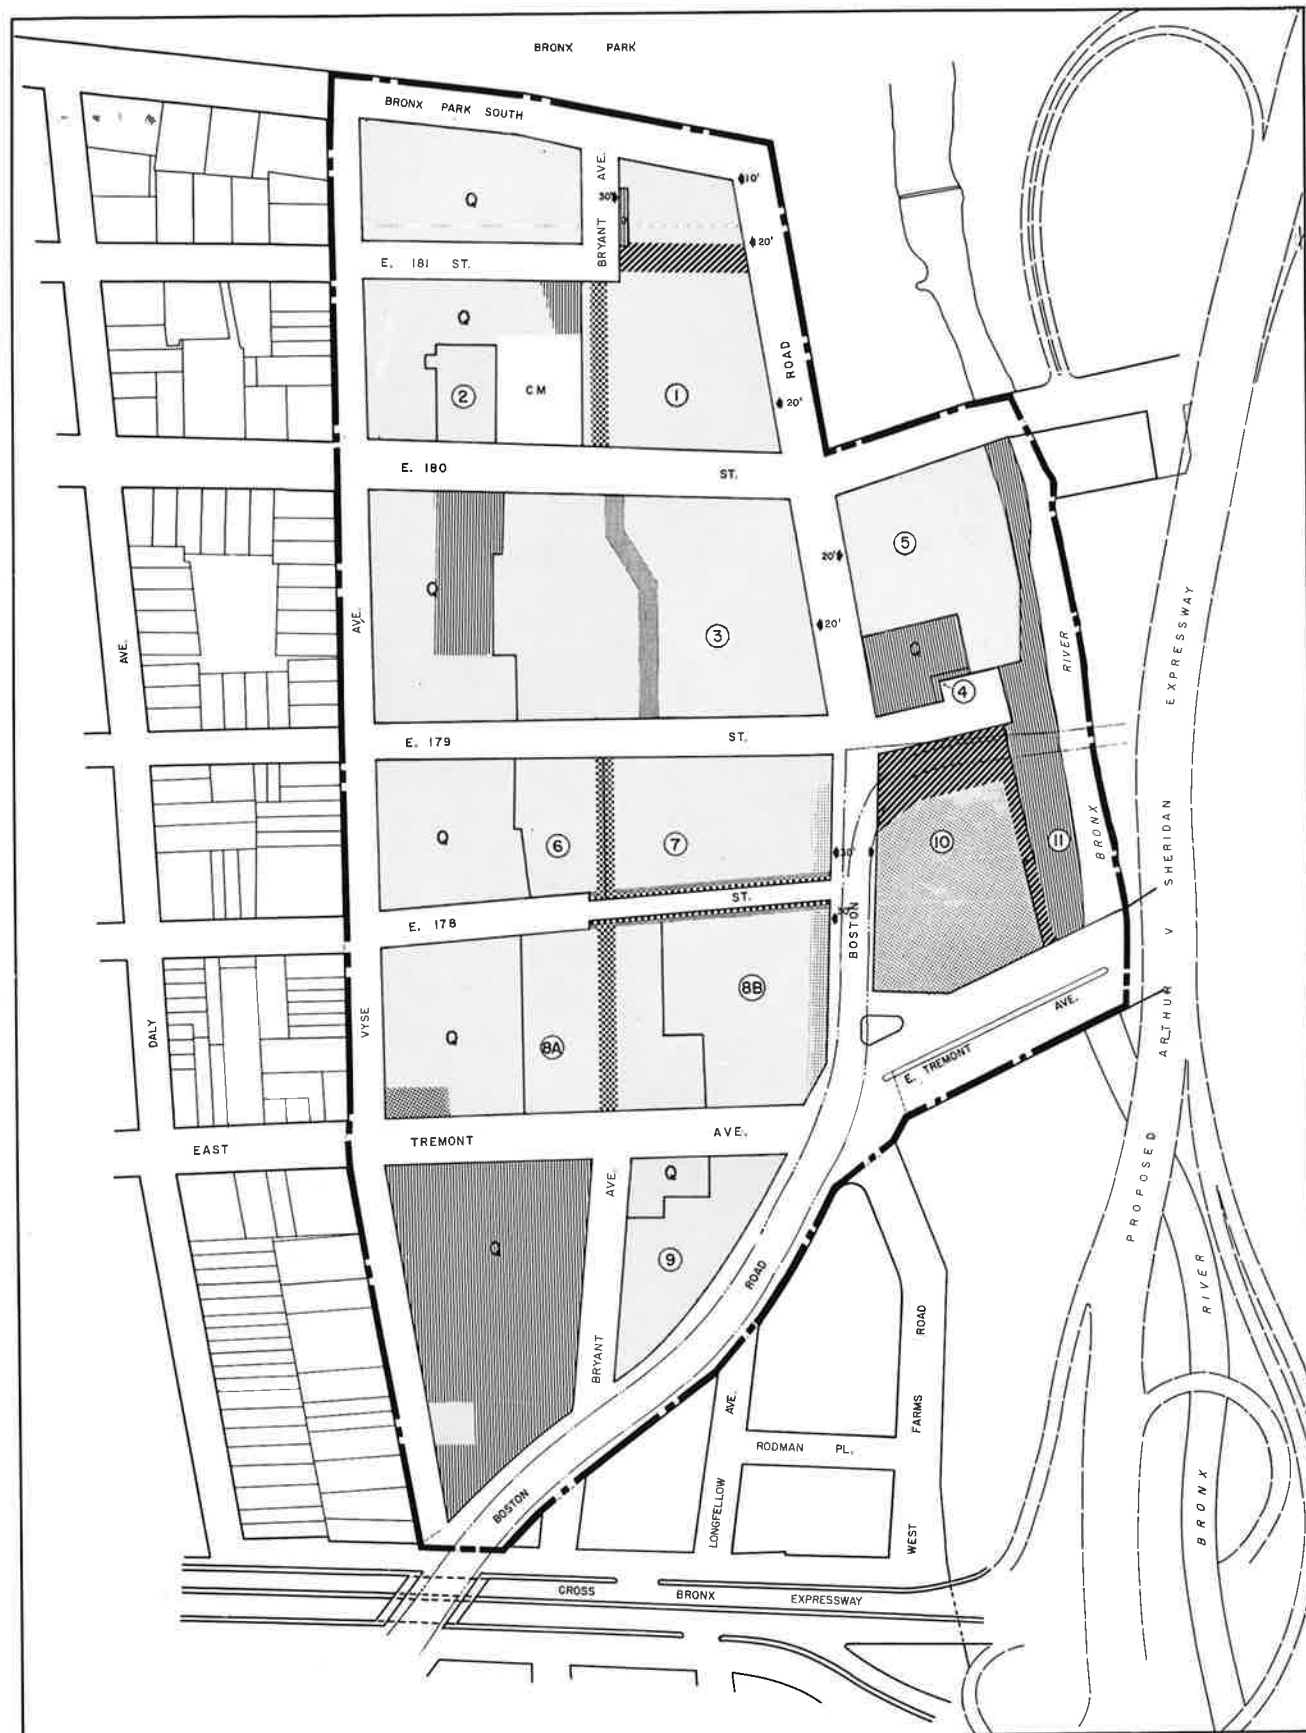 BRONX PARK
BRONX PARK SOUTH
BRYANT AVE.
10'
30'
Q
20'
E. 181 ST.
Q
ROAD
2
CM
1
20'
E. 180 ST.
5
20'
Q
AVE.
3
20'
AVE.
Q
4
RIVER
BRONX
E. 179 ST.
Q
6
7
30'
10
11
E. 178 ST.
30'
BOSTON
8B
Q
8A
VYSE
DALY
E. TREMONT AVE.
EAST TREMONT AVE.
PROPOSED ARTHUR V SHERIDAN EXPRESSWAY
Q
AVE.
BRYANT
Q
9
ROAD
BOSTON
LONGFELLOW AVE.
RODMAN PL.
WEST FARMS ROAD
BRONX RIVER
CROSS BRONX EXPRESSWAY